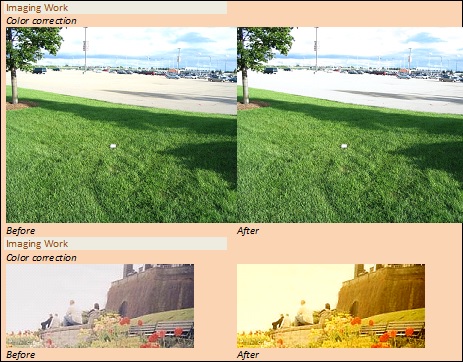 Imaging Work
Color correction
Before
After
Imaging Work
Color correction
Before
After